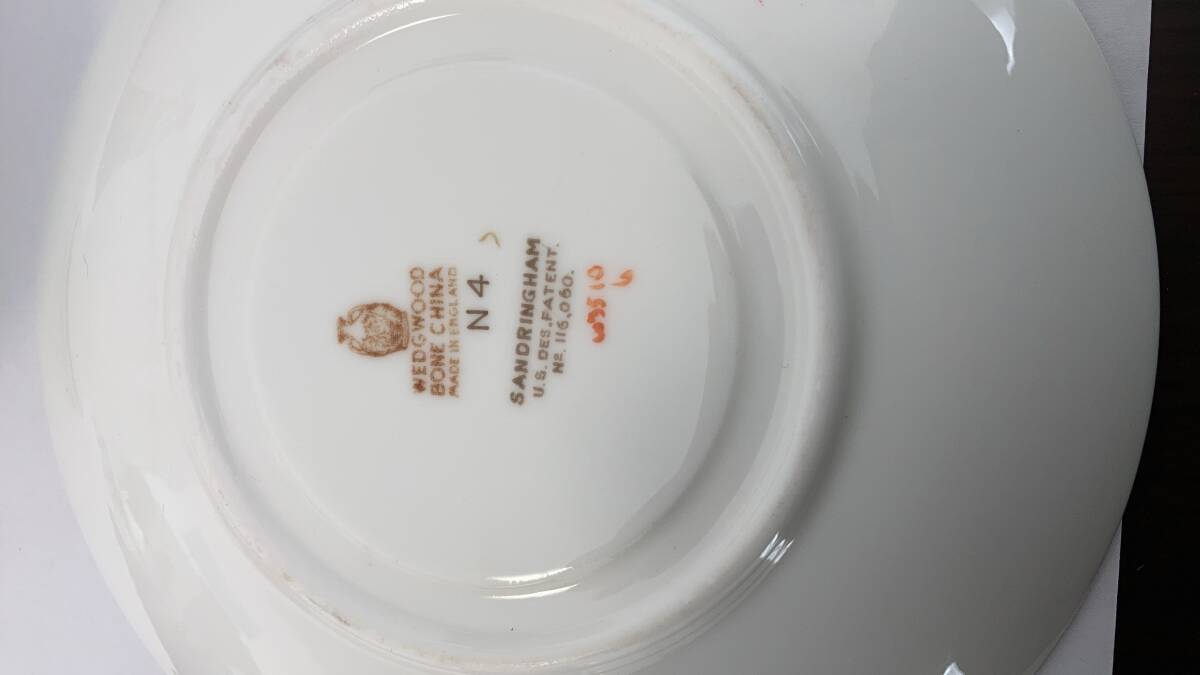 WEDGWOOD
BONE CHINA
MADE IN ENGLAND
N 4
SANDRINGHAM
U.S. DES. PATENT.
No. 116,060.